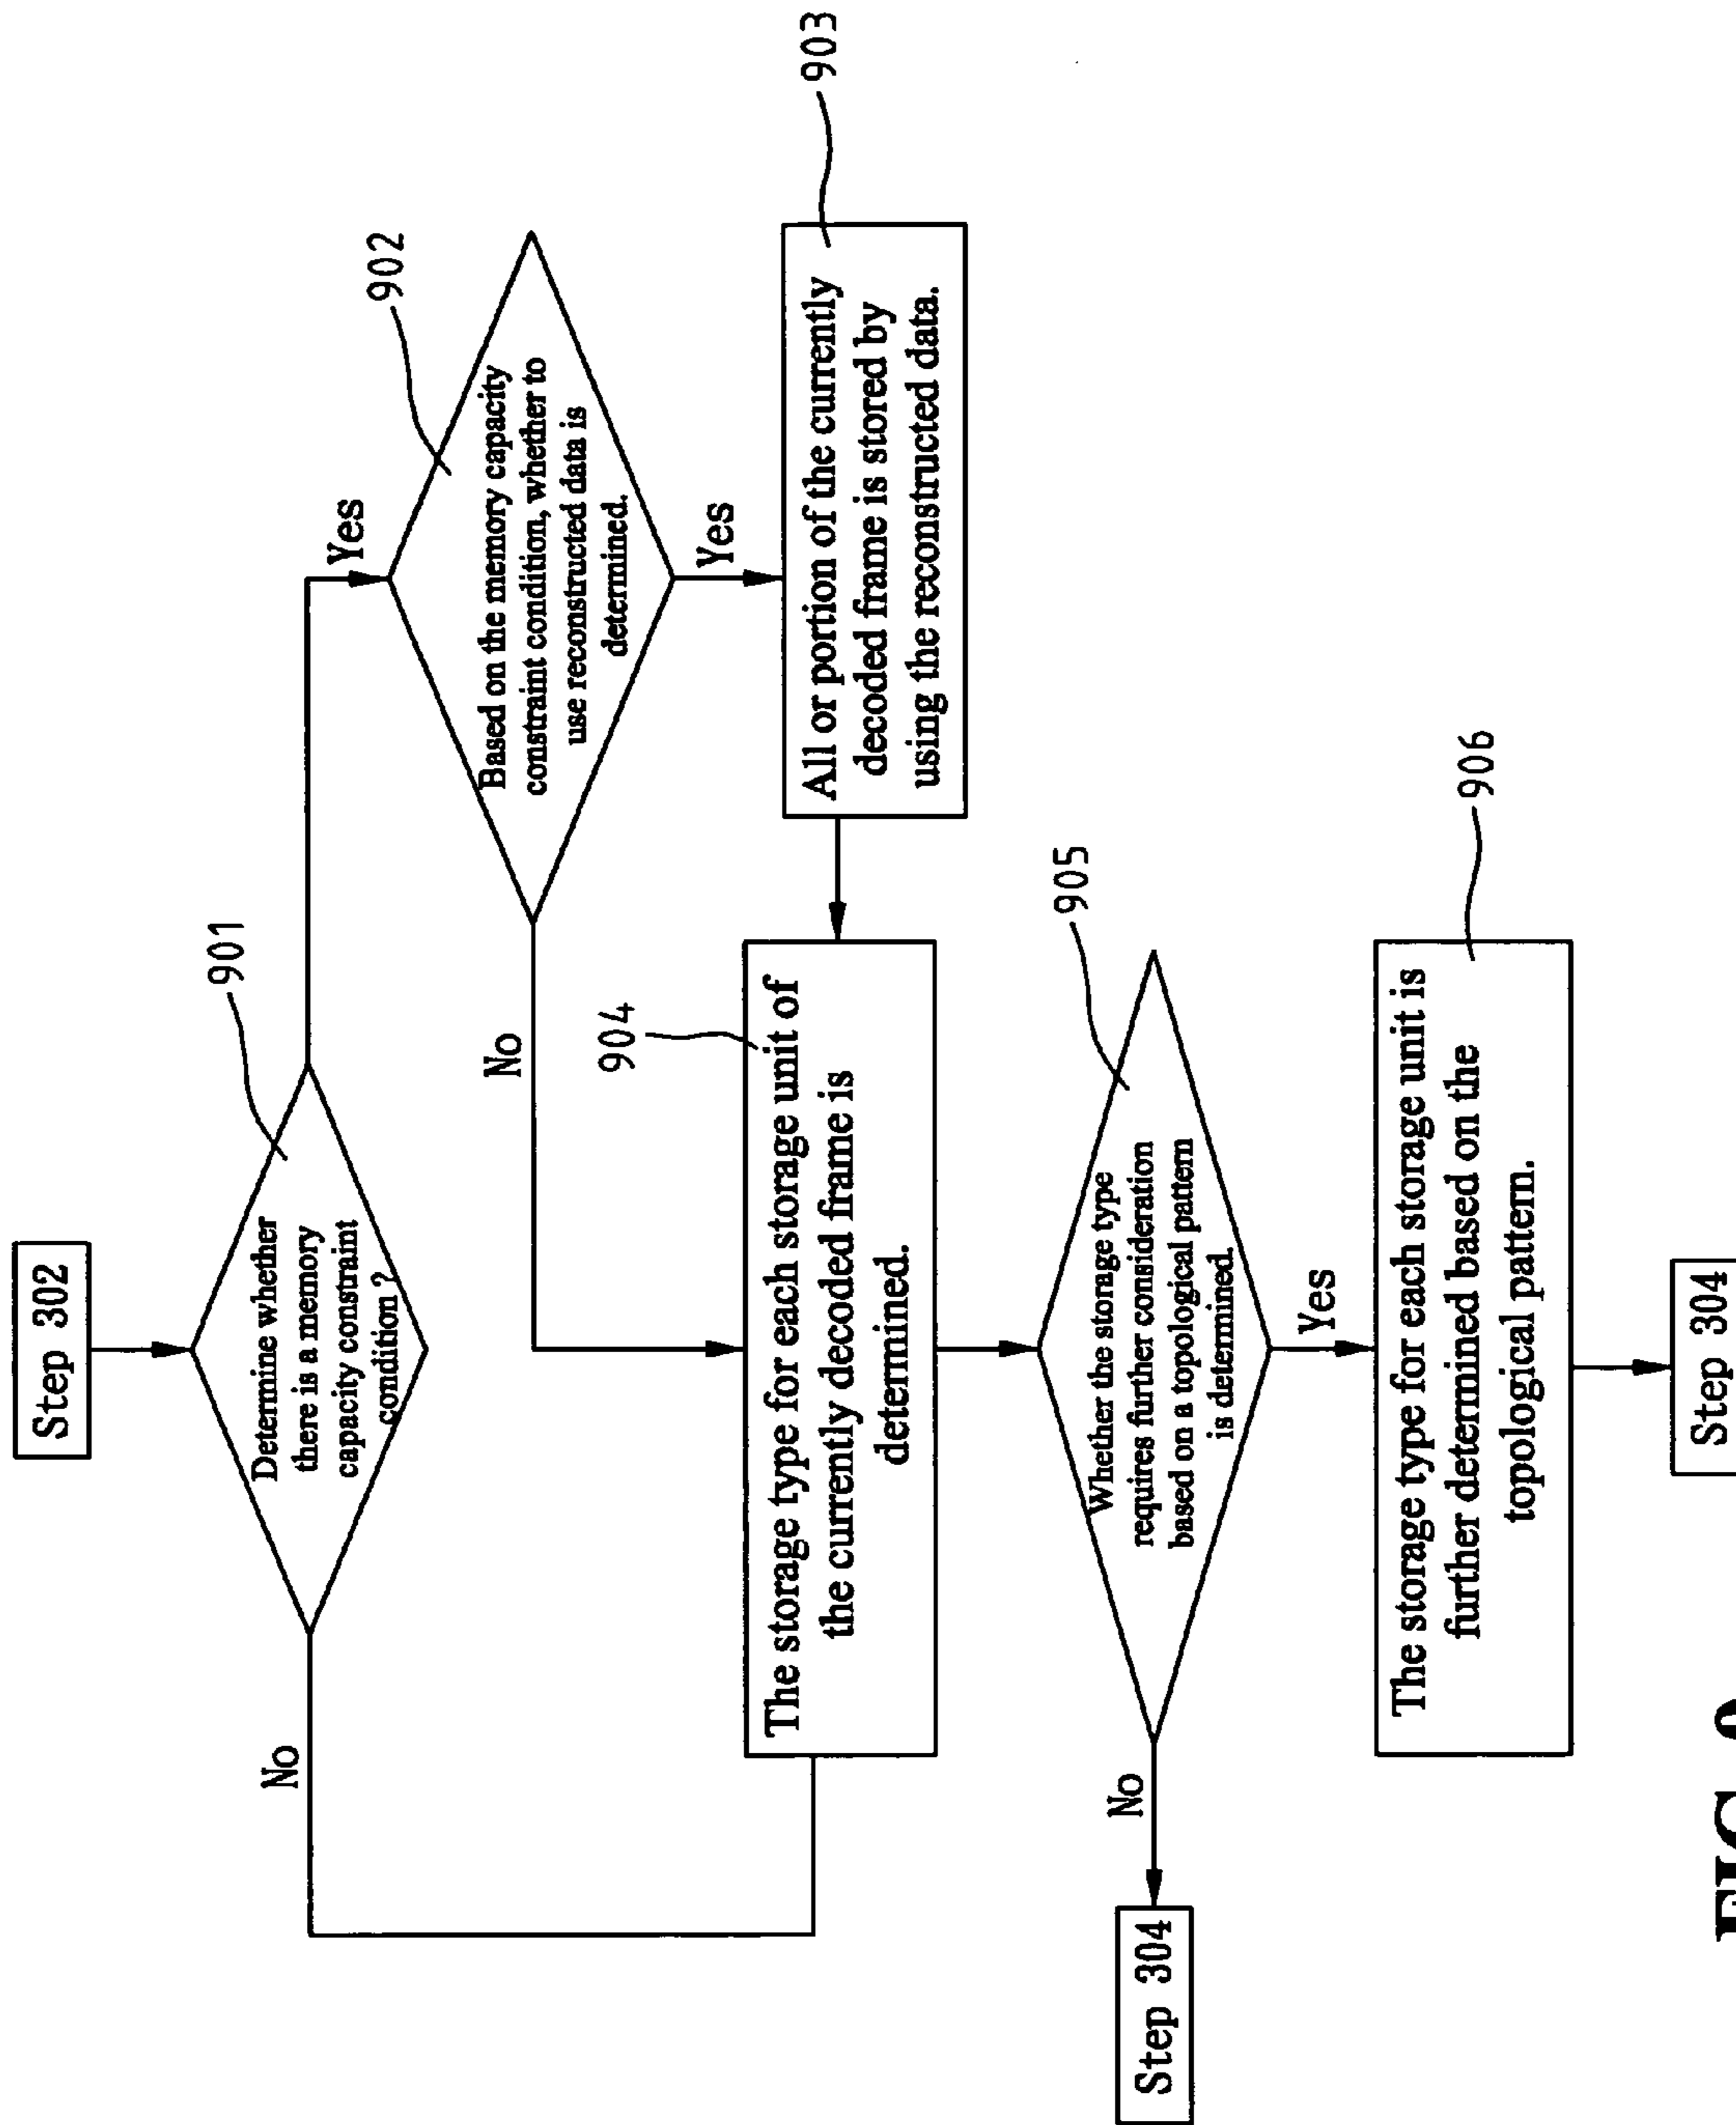 Step 302
901
Determine whether
there is a memory
capacity constraint
condition ?
No
Yes
902
Based on the memory capacity
constraint condition, whether to
use reconstructed data is
determined.
No
Yes
903
All or portion of the currently
decoded frame is stored by
using the reconstructed data.
904
The storage type for each storage unit of
the currently decoded frame is
determined.
905
Whether the storage type
requires further consideration
based on a topological pattern
is determined.
No
Step 304
Yes
906
The storage type for each storage unit is
further determined based on the
topological pattern.
Step 304
FIG.